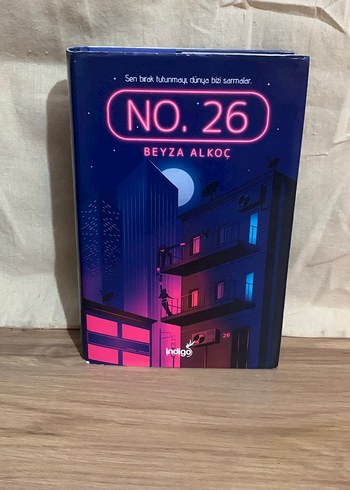 Sen bırak tutunmayı, dünya bizi sarmalar.
NO. 26
BEYZA ALKOÇ
26
indigo